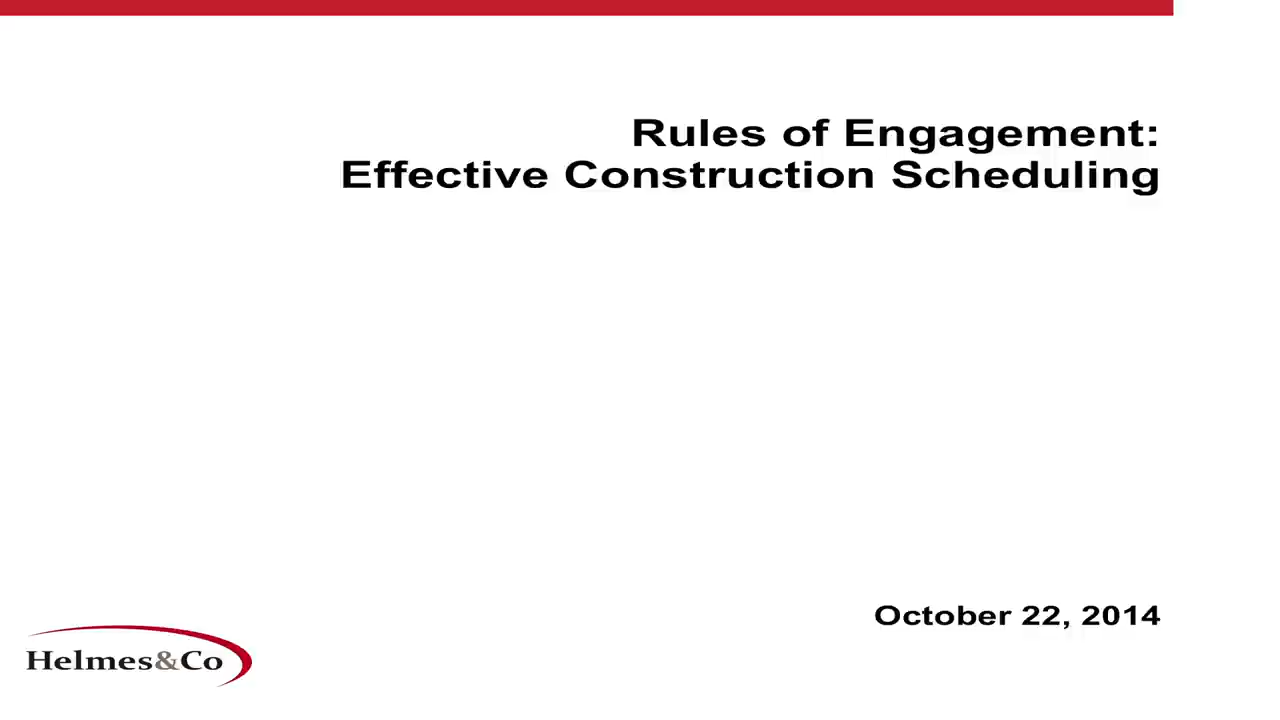 Rules of Engagement:
Effective Construction Scheduling
October 22, 2014
Helmes&Co